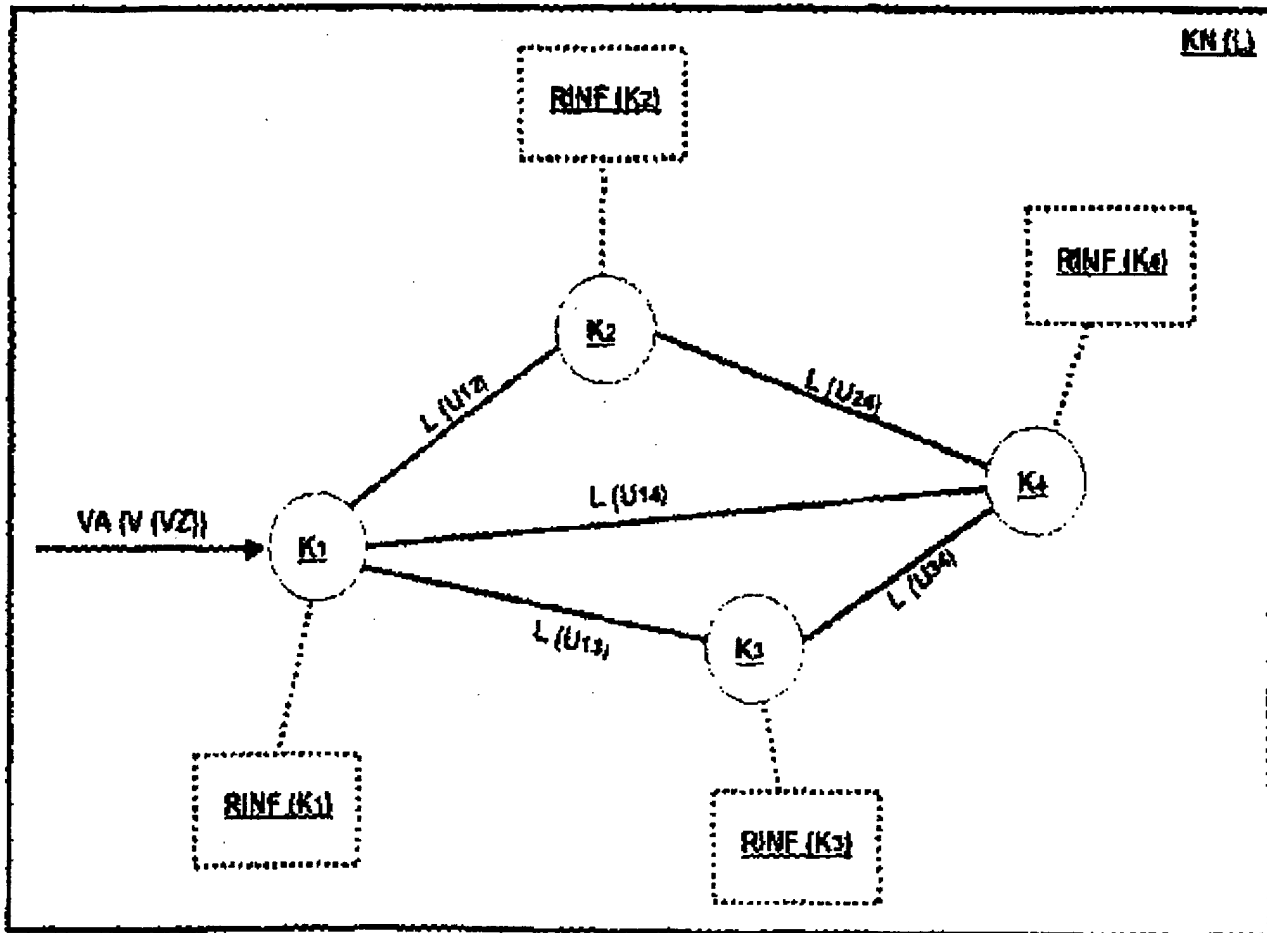 KN (L)
RINF (K2)
RINF (K4)
K2
L (U12)
L (U24)
K4
L (U14)
VA (V (VZ))
K1
L (U34)
L (U13)
K3
RINF (K1)
RINF (K3)